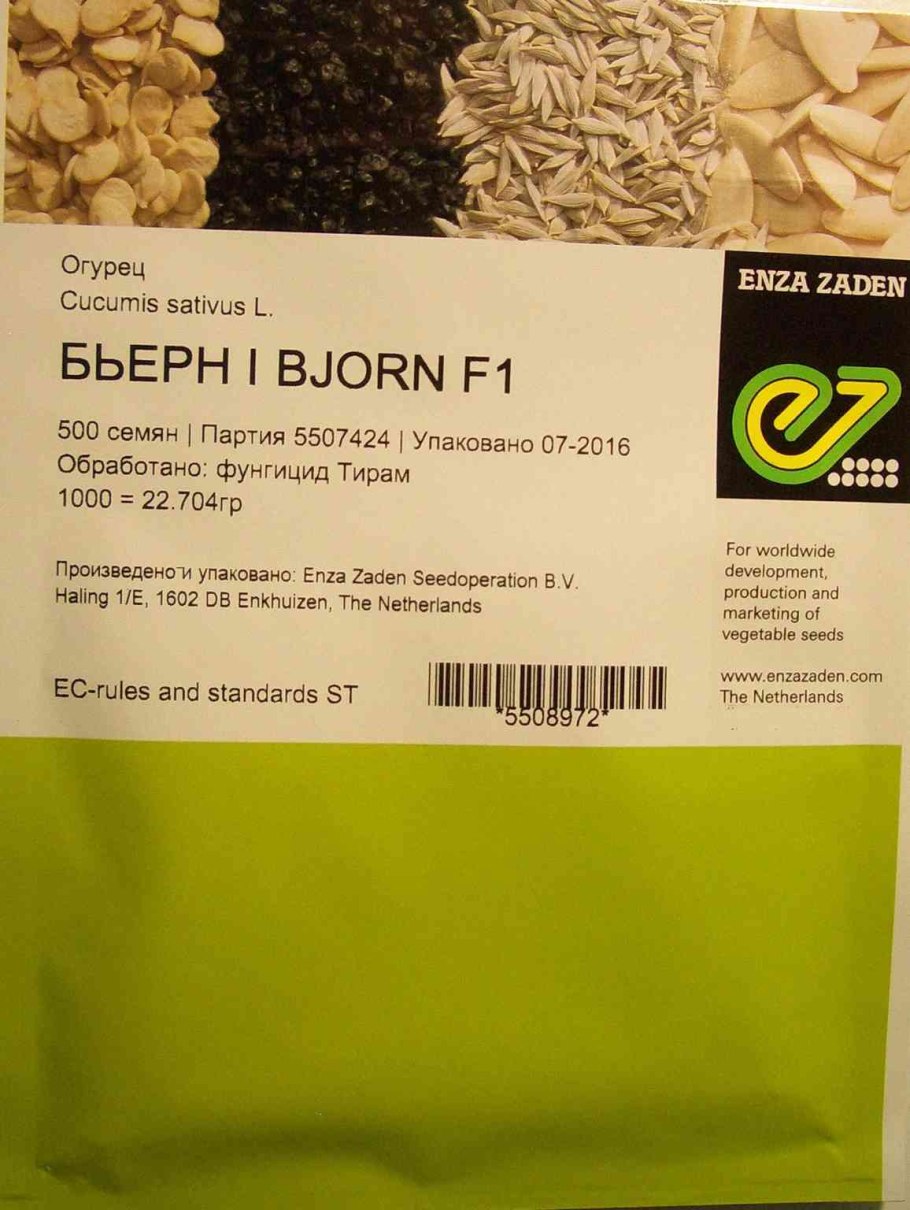 Огурец
Cucumis sativus L.
БЬЕРН I BJORN F1
500 семян | Партия 5507424 | Упаковано 07-2016
Обработано: фунгицид Тирам
1000 = 22.704гр
Произведено и упаковано: Enza Zaden Seedoperation B.V.
Haling 1/E, 1602 DB Enkhuizen, The Netherlands
EC-rules and standards ST
*5508972*
ENZA ZADEN
For worldwide
development,
production and
marketing of
vegetable seeds
www.enzazaden.com
The Netherlands